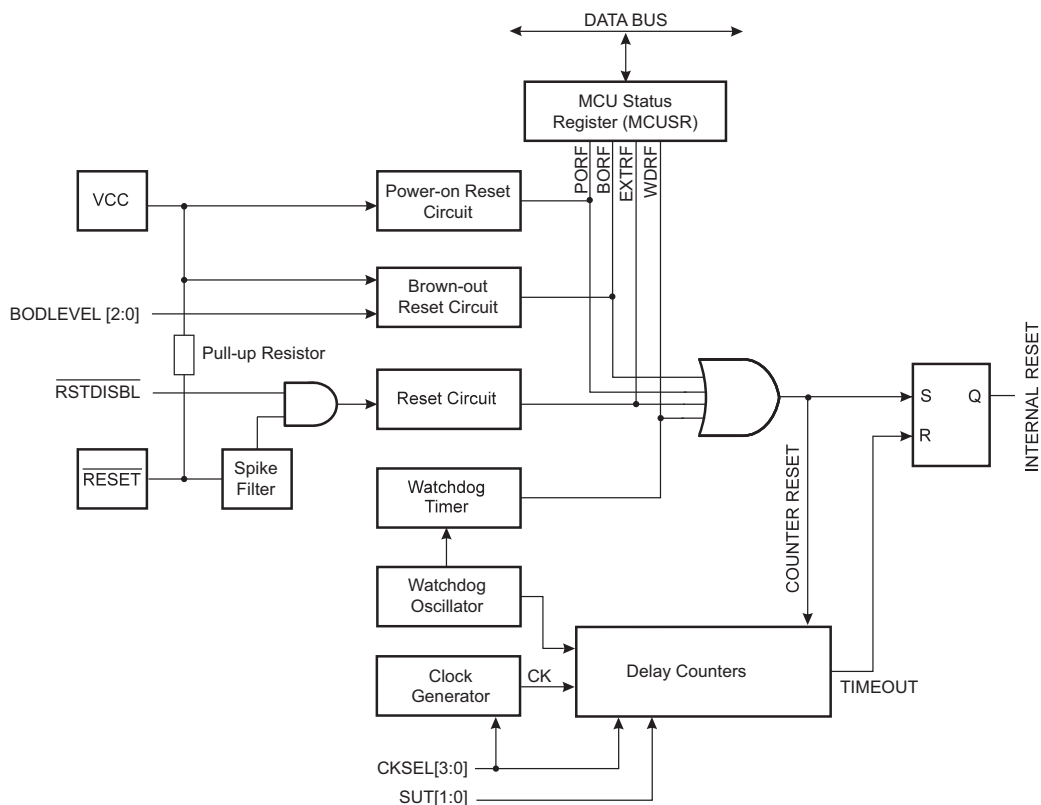 DATA BUS
MCU Status
Register (MCUSR)
PORF
BORF
EXTRF
WDRF
VCC
Power-on Reset
Circuit
Brown-out
Reset Circuit
BODLEVEL [2:0]
Pull-up Resistor
RSTDISBL
Reset Circuit
S
Q
R
INTERNAL RESET
RESET
Spike
Filter
Watchdog
Timer
COUNTER RESET
Watchdog
Oscillator
Clock
Generator
CK
Delay Counters
TIMEOUT
CKSEL[3:0]
SUT[1:0]